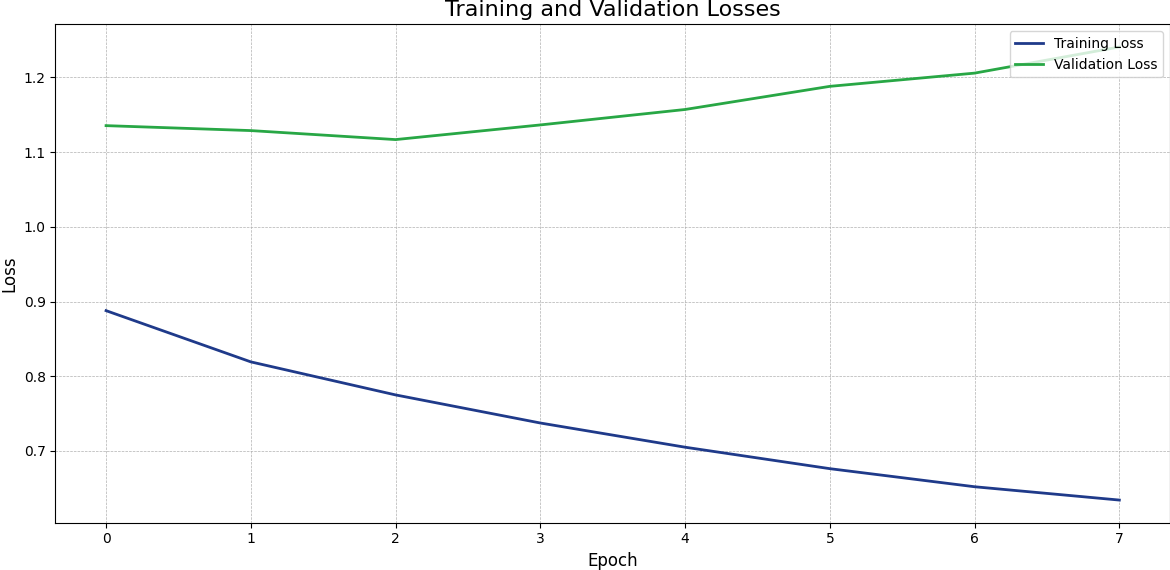 Training and Validation Losses
Training Loss
Validation Loss
1.2
1.1
1.0
0.9
0.8
0.7
Loss
0 1 2 3 4 5 6 7
Epoch